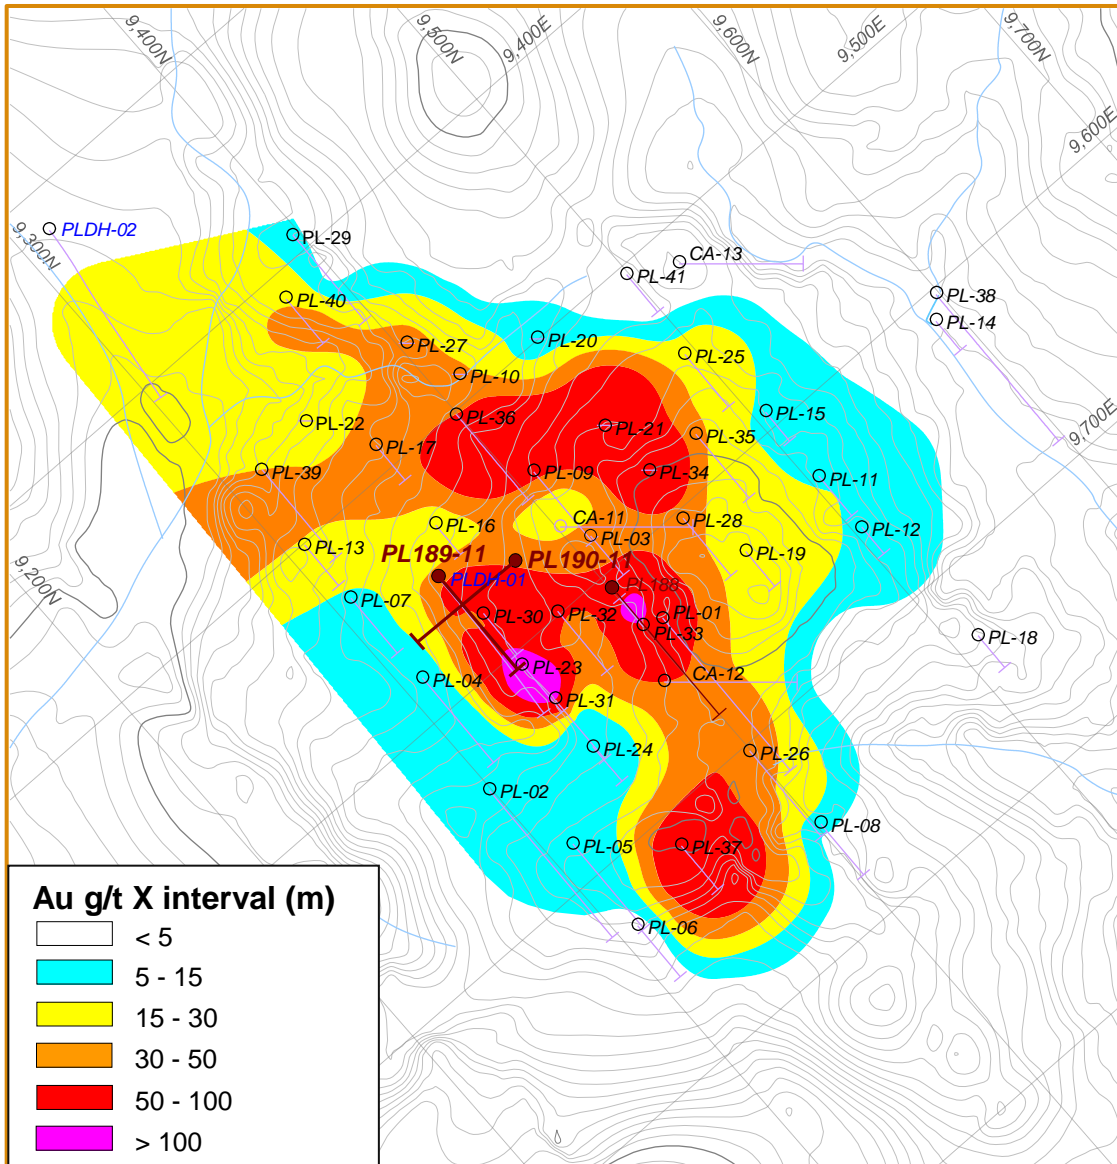 9,400N
9,500N
9,400E
9,600N
9,500E
9,700N
9,600E
PLDH-02
9,300N
PL-29
CA-13
PL-41
PL-38
PL-14
PL-40
PL-27
PL-20
PL-25
PL-10
PL-15
9,700E
PL-36
PL-22
PL-21
PL-35
PL-17
PL-39
PL-09
PL-34
PL-11
PL-16
CA-11
PL-28
PL-12
PL-13
PL-03
PL-19
PL189-11
PL190-11
PLDH-01
PL188
9,200N
PL-07
PL-30
PL-32
PL-01
PL-33
PL-18
PL-23
CA-12
PL-04
PL-31
PL-24
PL-26
PL-02
PL-08
PL-05
PL-37
PL-06
Au g/t X interval (m)
< 5
5 - 15
15 - 30
30 - 50
50 - 100
> 100